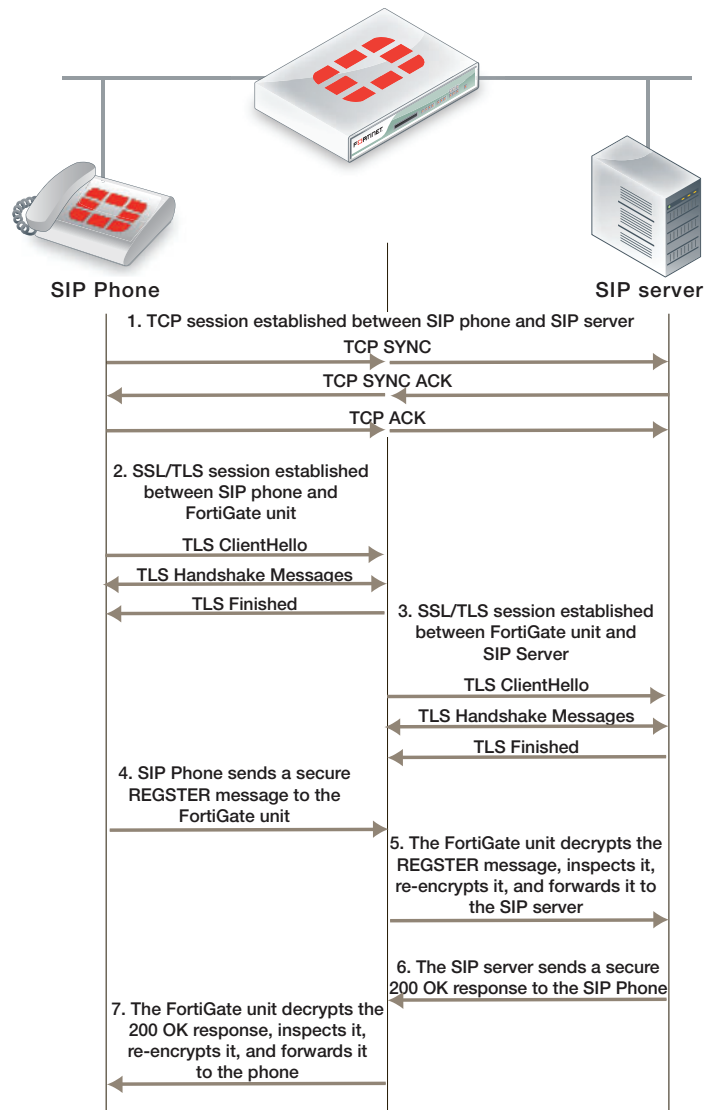 FORTINET
SIP Phone
SIP server
1. TCP session established between SIP phone and SIP server
TCP SYNC
TCP SYNC ACK
TCP ACK
2. SSL/TLS session established
between SIP phone and
FortiGate unit
TLS ClientHello
TLS Handshake Messages
TLS Finished
3. SSL/TLS session established
between FortiGate unit and
SIP Server
TLS ClientHello
TLS Handshake Messages
TLS Finished
4. SIP Phone sends a secure
REGSTER message to the
FortiGate unit
5. The FortiGate unit decrypts the
REGSTER message, inspects it,
re-encrypts it, and forwards it to
the SIP server
6. The SIP server sends a secure
200 OK response to the SIP Phone
7. The FortiGate unit decrypts the
200 OK response, inspects it,
re-encrypts it, and forwards it
to the phone